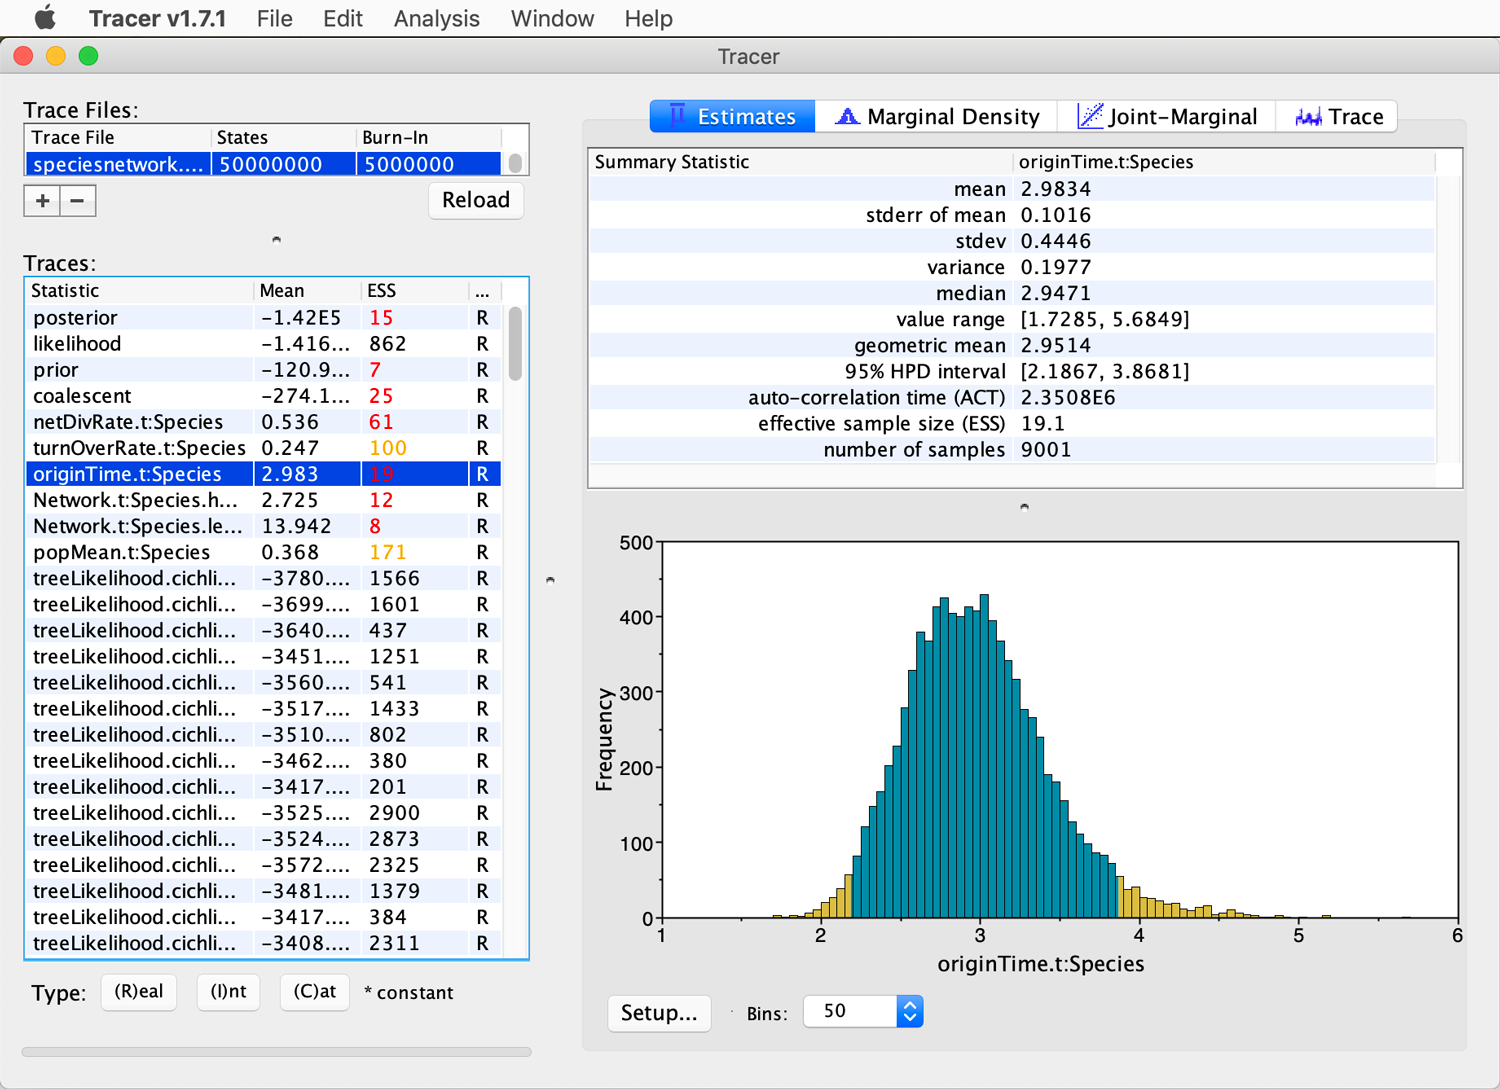 Tracer v1.7.1 File Edit Analysis Window Help
Tracer
Trace Files:
Trace File States Burn-In
speciesnetwork.... 50000000 5000000
+ −
Reload
Traces:
Statistic Mean ESS ...
posterior −1.42E5 15 R
likelihood −1.416... 862 R
prior −120.9... 7 R
coalescent −274.1... 25 R
netDivRate.t:Species 0.536 61 R
turnOverRate.t:Species 0.247 100 R
originTime.t:Species 2.983 19 R
Network.t:Species.h... 2.725 12 R
Network.t:Species.le... 13.942 8 R
popMean.t:Species 0.368 171 R
treeLikelihood.cichli... −3780.... 1566 R
treeLikelihood.cichli... −3699.... 1601 R
treeLikelihood.cichli... −3640.... 437 R
treeLikelihood.cichli... −3451.... 1251 R
treeLikelihood.cichli... −3560.... 541 R
treeLikelihood.cichli... −3517.... 1433 R
treeLikelihood.cichli... −3510.... 802 R
treeLikelihood.cichli... −3462.... 380 R
treeLikelihood.cichli... −3417.... 201 R
treeLikelihood.cichli... −3525.... 2900 R
treeLikelihood.cichli... −3524.... 2873 R
treeLikelihood.cichli... −3572.... 2325 R
treeLikelihood.cichli... −3481.... 1379 R
treeLikelihood.cichli... −3417.... 384 R
treeLikelihood.cichli... −3408.... 2311 R
Type: (R)eal (I)nt (C)at * constant
Estimates Marginal Density Joint-Marginal Trace
Summary Statistic originTime.t:Species
mean 2.9834
stderr of mean 0.1016
stdev 0.4446
variance 0.1977
median 2.9471
value range [1.7285, 5.6849]
geometric mean 2.9514
95% HPD interval [2.1867, 3.8681]
auto-correlation time (ACT) 2.3508E6
effective sample size (ESS) 19.1
number of samples 9001
Frequency
500
400
300
200
100
0
1 2 3 4 5 6
originTime.t:Species
Setup... Bins: 50